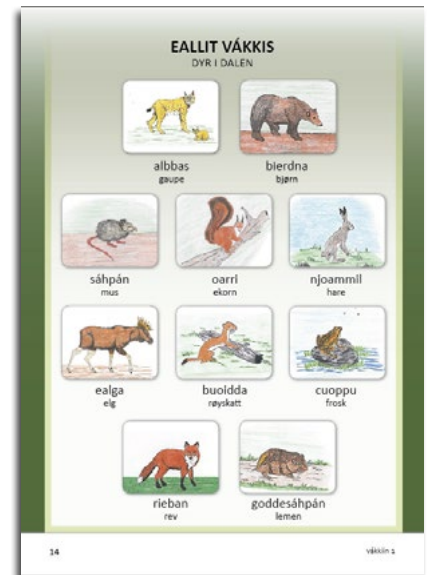 EALLIT VÁKKIS
DYR I DALEN
albbas
gaupe
bierdna
bjørn
sáhpán
mus
oarri
ekorn
njoammil
hare
ealga
elg
buoidda
røyskatt
cuoppu
frosk
rieban
rev
goddesáhpán
lemen
14
vákkiin 1